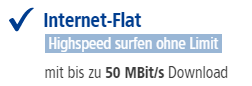 Internet-Flat
Highspeed surfen ohne Limit
mit bis zu 50 MBit/s Download